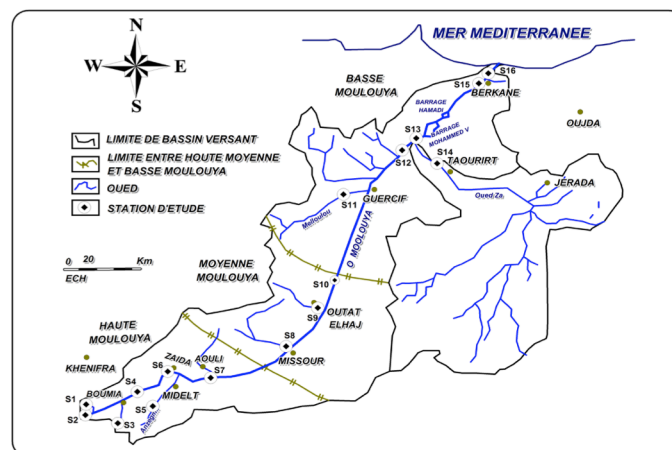 MER MEDITERRANEE
N
W E
S
BASSE
MOULOUYA
S16
S15
BERKANE
BARRAGE
HAMADI
OUJDA
LIMITE DE BASSIN VERSANT
LIMITE ENTRE HAUTE MOYENNE
ET BASSE MOULOUYA
OUED
STATION D'ETUDE
S13
BARRAGE
MOHAMMED V
S12
S14
TAOURIRT
JERADA
Oued Za
GUERCIF
S11
Melloulou
0 20 Km
ECH
O MOOLOUYA
MOYENNE
MOULOUYA
S10
S9
OUTAT
ELHAJ
HAUTE
MOULOUYA
S8
MISSOUR
KHENIFRA
ZAIDA
AOULI
S6
S7
BOUMIA
S4
MIDELT
S1
S2
S3
S5